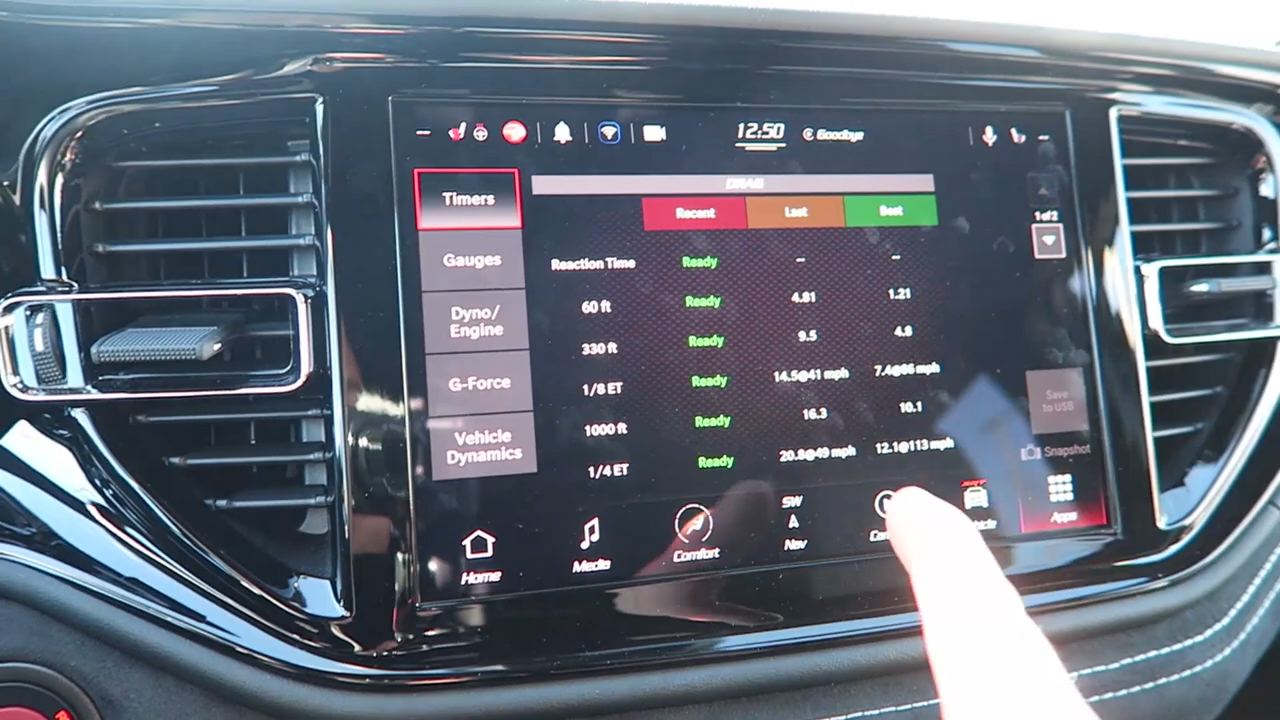 12:50 Goodbye
Timers
Gauges
Dyno/
Engine
G-Force
Vehicle
Dynamics
DRAG
Recent Last Best
Reaction Time Ready -- --
60 ft Ready 4.81 1.21
330 ft Ready 9.5 4.8
1/8 ET Ready 14.5@41 mph 7.4@86 mph
1000 ft Ready 16.3 10.1
1/4 ET Ready 20.8@49 mph 12.1@113 mph
1 of 2
Save
to USB
Snapshot
Home
Media
Comfort
SW
Nav
Apps